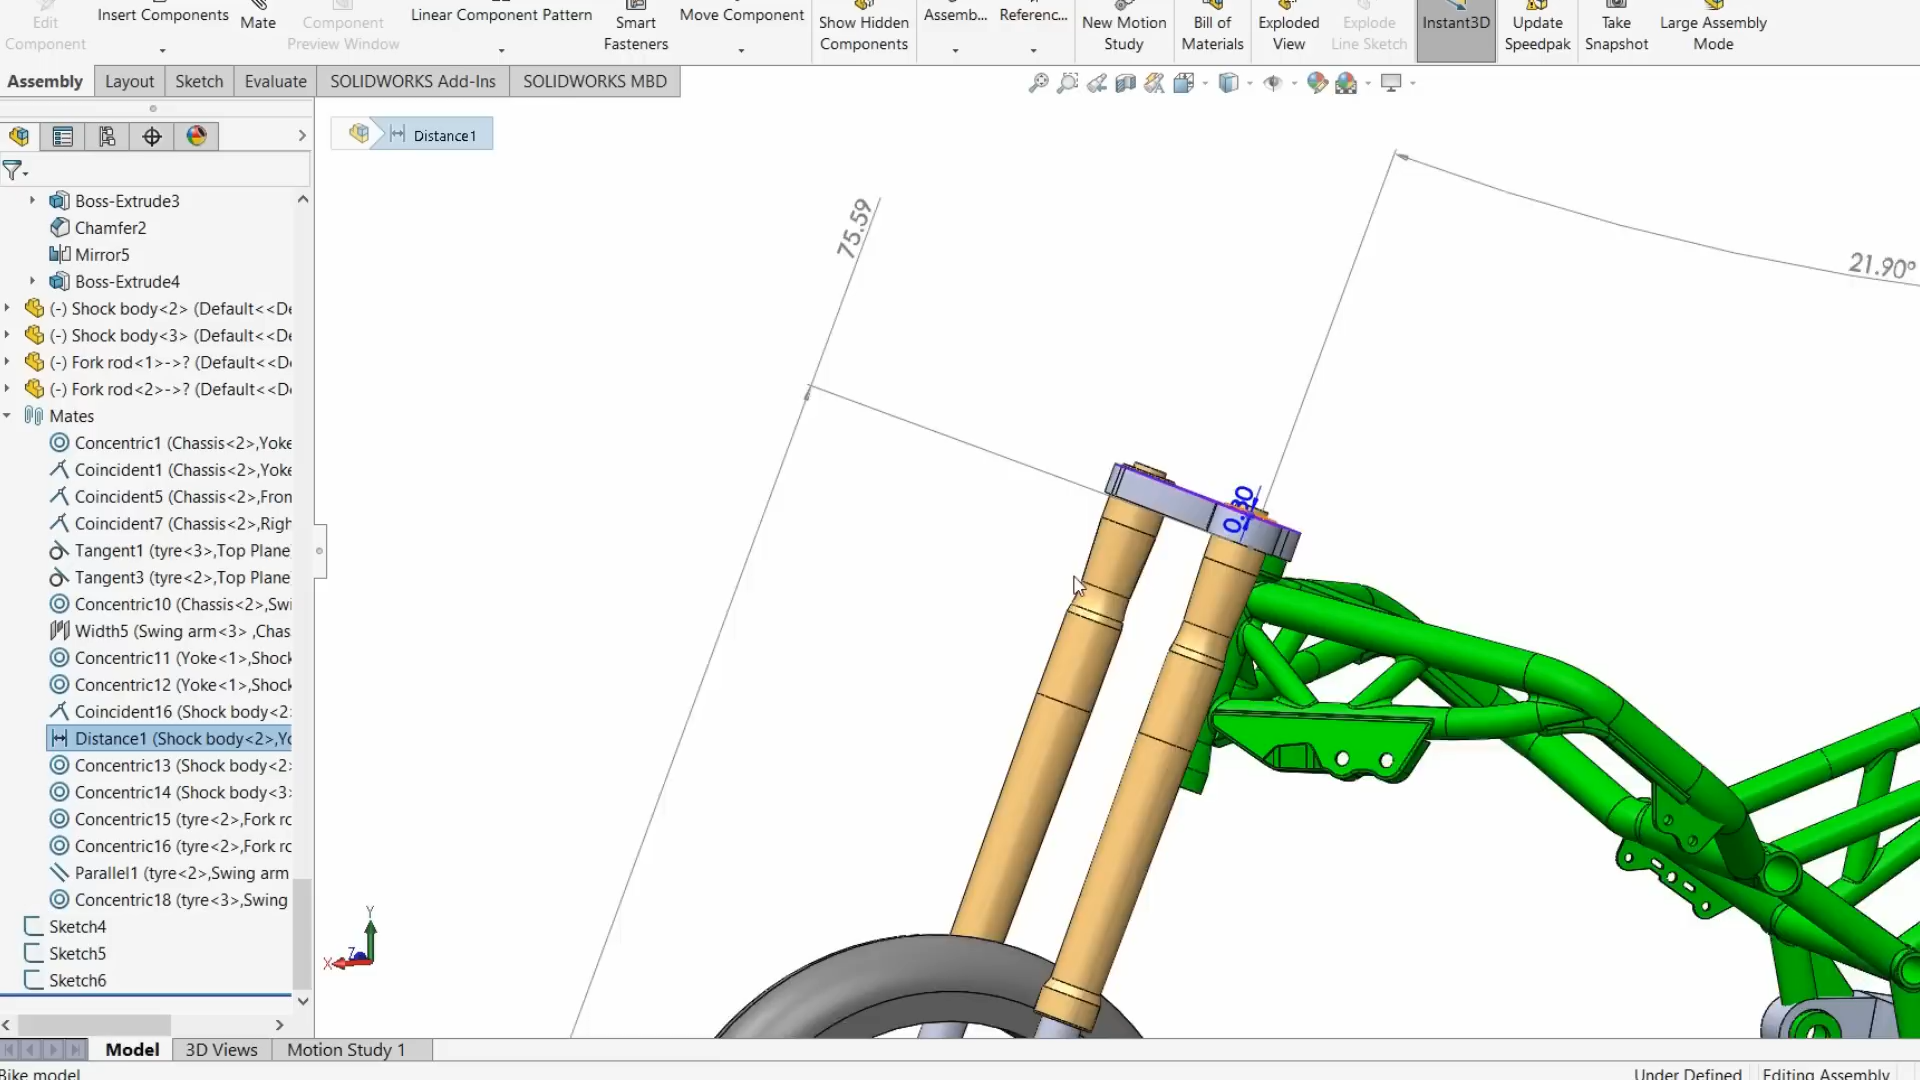 Edit
Component
Insert Components
Mate
Component
Preview Window
Linear Component Pattern
Smart
Fasteners
Move Component
Show Hidden
Components
Assemb...
Referenc...
New Motion
Study
Bill of
Materials
Exploded
View
Explode
Line Sketch
Instant3D
Update
Speedpak
Take
Snapshot
Large Assembly
Mode
Assembly
Layout
Sketch
Evaluate
SOLIDWORKS Add-Ins
SOLIDWORKS MBD
Distance1
Boss-Extrude3
Chamfer2
Mirror5
Boss-Extrude4
(-) Shock body<2> (Default<<De
(-) Shock body<3> (Default<<De
(-) Fork rod<1>->? (Default<<De
(-) Fork rod<2>->? (Default<<De
Mates
Concentric1 (Chassis<2>,Yoke
Coincident1 (Chassis<2>,Yoke
Coincident5 (Chassis<2>,Fron
Coincident7 (Chassis<2>,Righ
Tangent1 (tyre<3>,Top Plane
Tangent3 (tyre<2>,Top Plane
Concentric10 (Chassis<2>,Swi
Width5 (Swing arm<3> ,Chas
Concentric11 (Yoke<1>,Shock
Concentric12 (Yoke<1>,Shock
Coincident16 (Shock body<2
Distance1 (Shock body<2>,Yo
Concentric13 (Shock body<2
Concentric14 (Shock body<3>
Concentric15 (tyre<2>,Fork ro
Concentric16 (tyre<2>,Fork ro
Parallel1 (tyre<2>,Swing arm
Concentric18 (tyre<3>,Swing
Sketch4
Sketch5
Sketch6
75.59
21.90°
Y
Z
X
Model
3D Views
Motion Study 1
Bike model
Under Defined
Editing Assembly